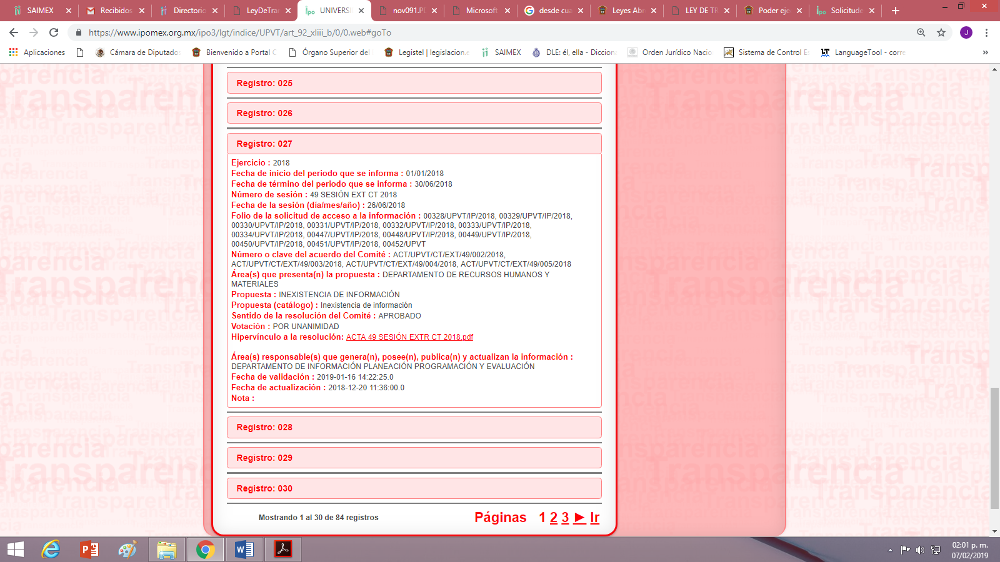 SAIMEX
Recibidos
Directorio
LeyDeTra
UNIVERSI
nov091.P
Microsoft
desde cua
Leyes Abr
LEY DE TR
Poder eje
Solicitude
https://www.ipomex.org.mx/ipo3/lgt/indice/UPVT/art_92_xliii_b/0/0.web#goTo
J
Aplicaciones
Cámara de Diputados
Bienvenido a Portal C
Órgano Superior del
Legistel | legislacion.e
SAIMEX
DLE: él, ella - Diccion
Orden Jurídico Nacio
Sistema de Control Es
LanguageTool - corre
»
Registro: 025
Registro: 026
Registro: 027
Ejercicio : 2018
Fecha de inicio del periodo que se informa : 01/01/2018
Fecha de término del periodo que se informa : 30/06/2018
Número de sesión : 49 SESIÓN EXT CT 2018
Fecha de la sesión (día/mes/año) : 26/06/2018
Folio de la solicitud de acceso a la información : 00328/UPVT/IP/2018, 00329/UPVT/IP/2018,
00330/UPVT/IP/2018, 00331/UPVT/IP/2018, 00332/UPVT/IP/2018, 00333/UPVT/IP/2018,
00334/UPVT/IP/2018, 00447/UPVT/IP/2018, 00448/UPVT/IP/2018, 00449/UPVT/IP/2018,
00450/UPVT/IP/2018, 00451/UPVT/IP/2018, 00452/UPVT
Número o clave del acuerdo del Comité : ACT/UPVT/CT/EXT/49/002/2018,
ACT/UPVT/CT/EXT/49/003/2018, ACT/UPVT/CT/EXT/49/004/2018, ACT/UPVT/CT/EXT/49/005/2018
Área(s) que presenta(n) la propuesta : DEPARTAMENTO DE RECURSOS HUMANOS Y
MATERIALES
Propuesta : INEXISTENCIA DE INFORMACIÓN
Propuesta (catálogo) : Inexistencia de información
Sentido de la resolución del Comité : APROBADO
Votación : POR UNANIMIDAD
Hipervínculo a la resolución: ACTA 49 SESIÓN EXTR CT 2018.pdf
Área(s) responsable(s) que genera(n), posee(n), publica(n) y actualizan la información :
DEPARTAMENTO DE INFORMACIÓN PLANEACIÓN PROGRAMACIÓN Y EVALUACIÓN
Fecha de validación : 2019-01-16 14:22:25.0
Fecha de actualización : 2018-12-20 11:36:00.0
Nota :
Registro: 028
Registro: 029
Registro: 030
Mostrando 1 al 30 de 84 registros
Páginas 1 2 3 ► Ir
02:01 p. m.
07/02/2019